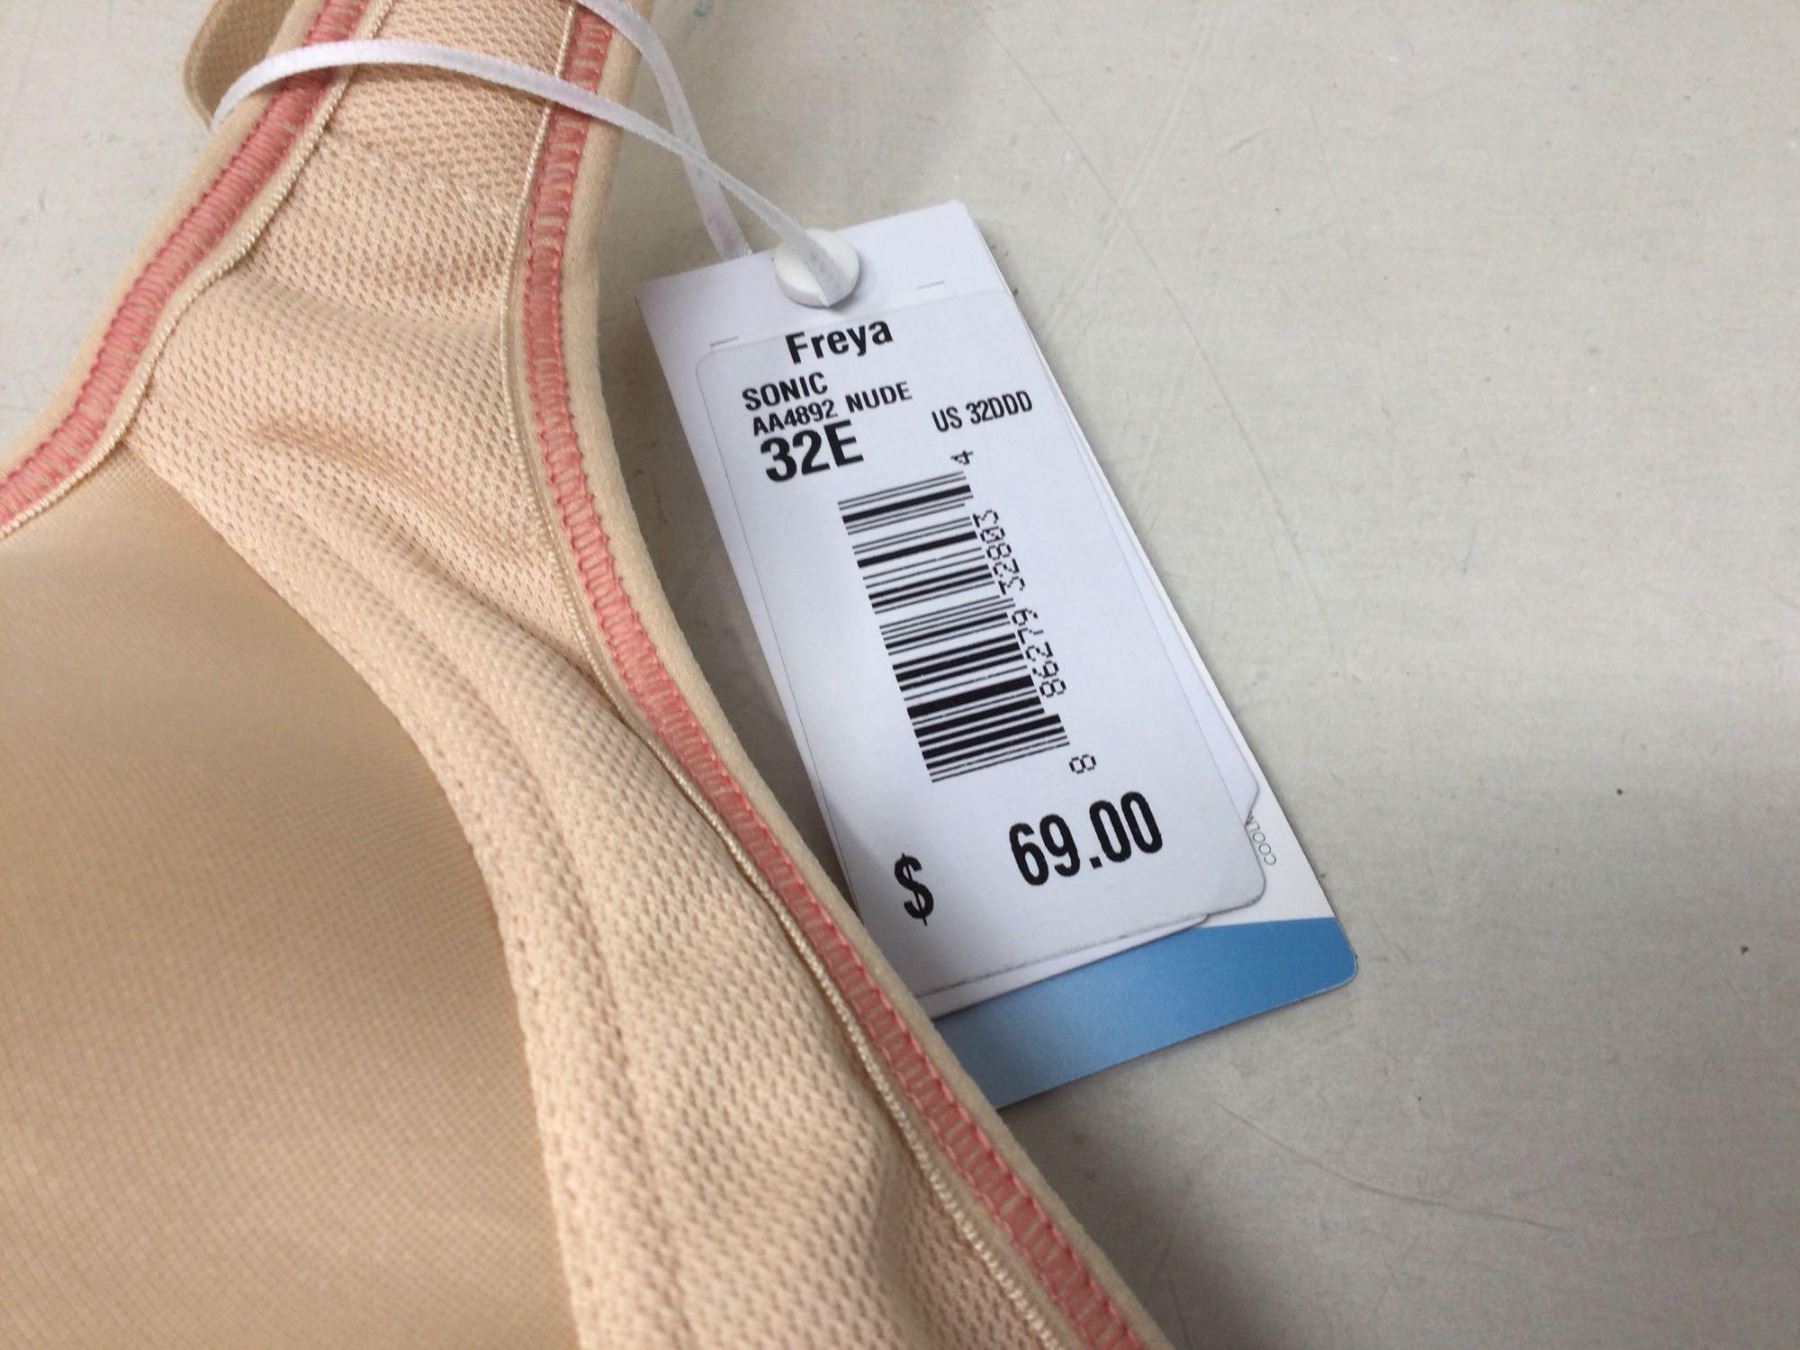 Freya
SONIC
AA4892 NUDE
US 32DDD
32E
8 86279 32803 4
$ 69.00